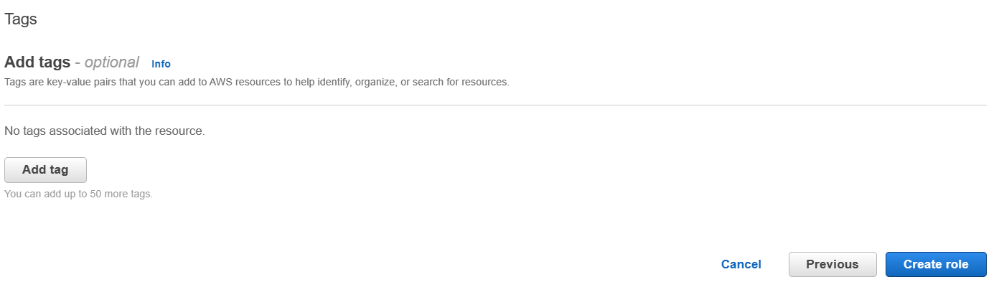 Tags
Add tags - optional Info
Tags are key-value pairs that you can add to AWS resources to help identify, organize, or search for resources.
No tags associated with the resource.
Add tag
You can add up to 50 more tags.
Cancel Previous Create role